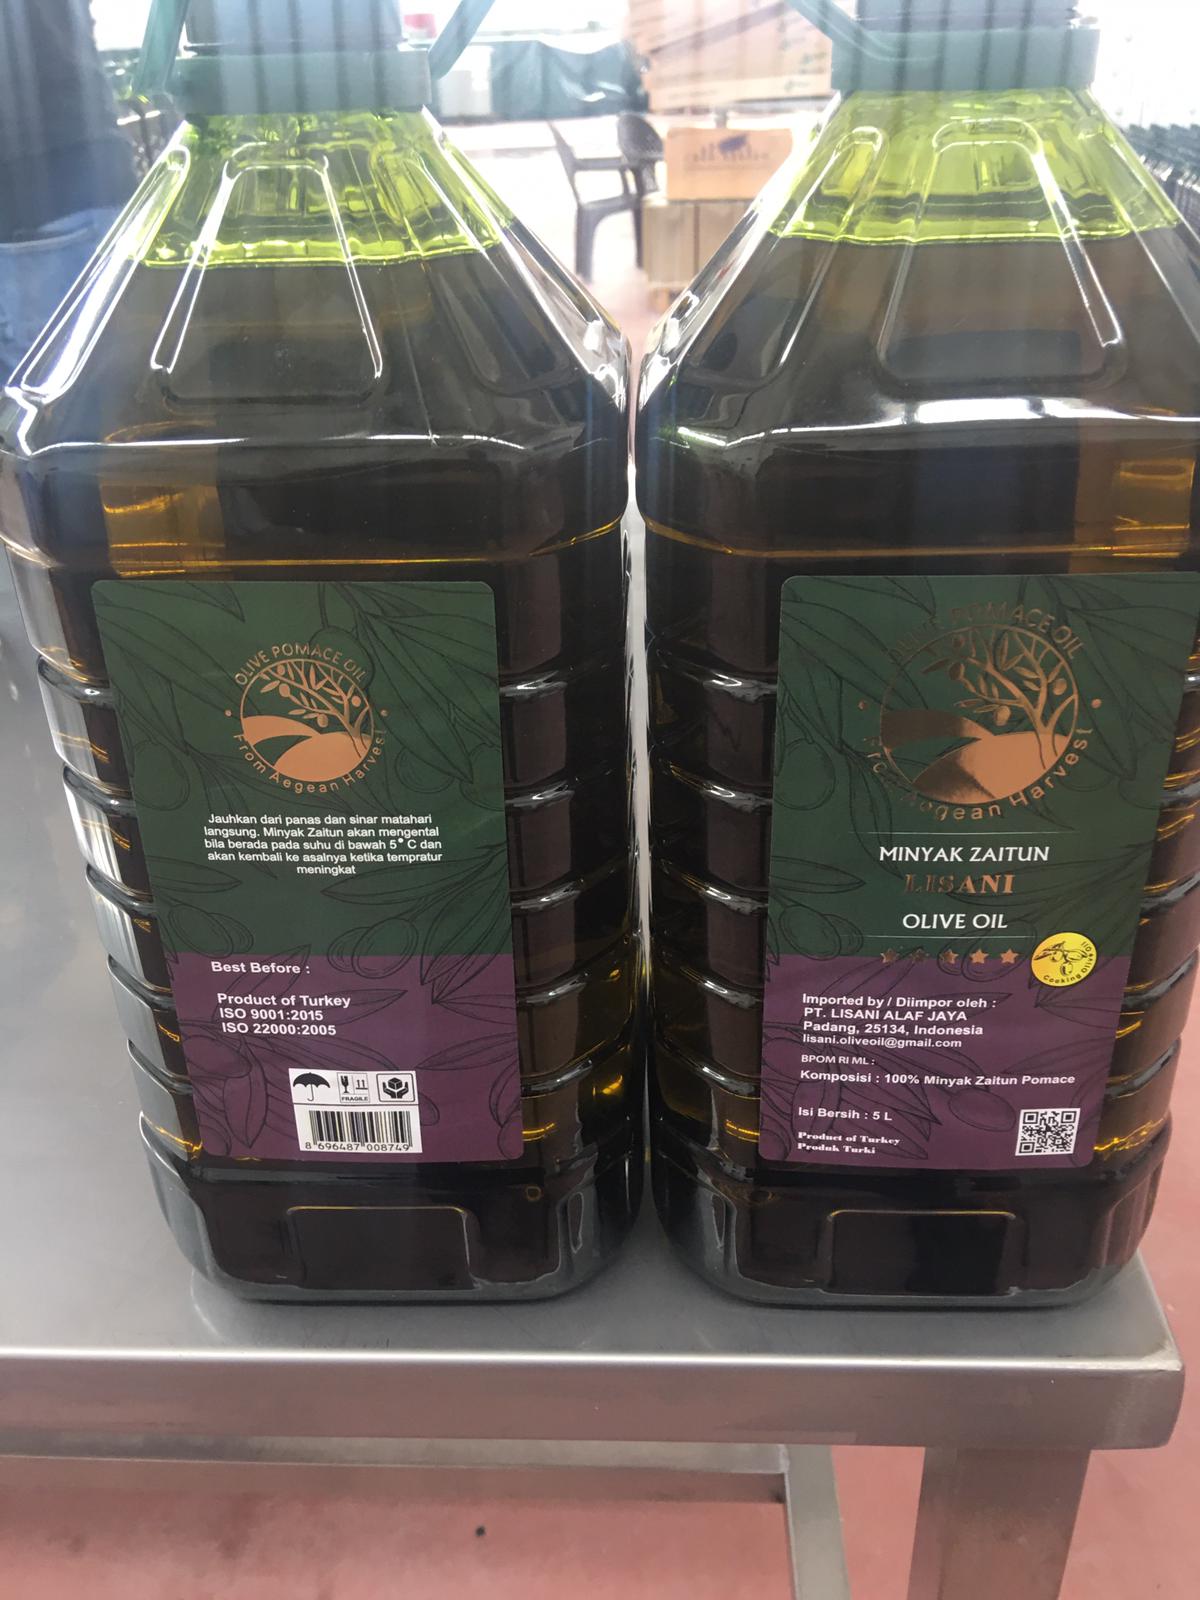 OLIVE POMACE OIL
From Aegean Harvest
Jauhkan dari panas dan sinar matahari
langsung. Minyak Zaitun akan mengental
bila berada pada suhu di bawah 5° C dan
akan kembali ke asalnya ketika tempratur
meningkat
Best Before :
Product of Turkey
ISO 9001:2015
ISO 22000:2005
FRAGILE
8 696487 008749
OLIVE POMACE OIL
From Aegean Harvest
MINYAK ZAITUN
LISANI
OLIVE OIL
Cooking Olive Oil
Imported by / Diimpor oleh :
PT. LISANI ALAF JAYA
Padang, 25134, Indonesia
lisani.oliveoil@gmail.com
BPOM RI ML :
Komposisi : 100% Minyak Zaitun Pomace
Isi Bersih : 5 L
Product of Turkey
Produk Turki